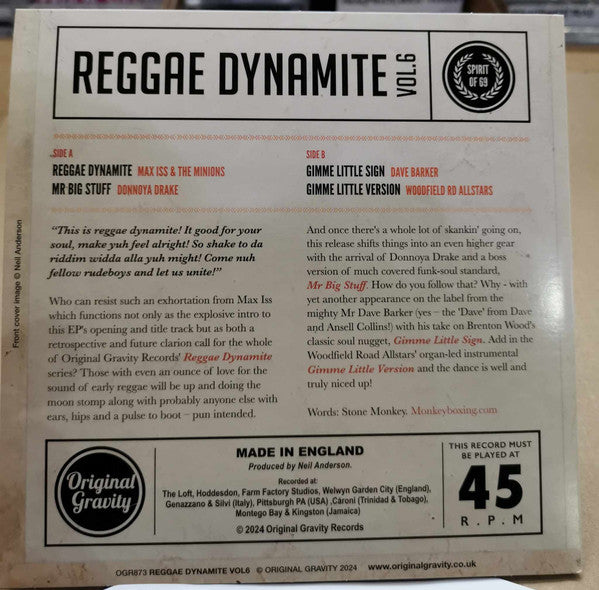 REGGAE DYNAMITE VOL.6
SPIRIT
OF 69
SIDE A
REGGAE DYNAMITE MAX ISS & THE MINIONS
MR BIG STUFF DONNOYA DRAKE
SIDE B
GIMME LITTLE SIGN DAVE BARKER
GIMME LITTLE VERSION WOODFIELD RD ALLSTARS
“This is reggae dynamite! It good for your
soul, make yuh feel alright! So shake to da
riddim widda alla yuh might! Come nuh
fellow rudeboys and let us unite!”
Who can resist such an exhortation from Max Iss
which functions not only as the explosive intro to
this EP's opening and title track but as both a
retrospective and future clarion call for the whole
of Original Gravity Records' Reggae Dynamite
series? Those with even an ounce of love for the
sound of early reggae will be up and doing the
moon stomp along with probably anyone else with
ears, hips and a pulse to boot – pun intended.
And once there's a whole lot of skankin' going on,
this release shifts things into an even higher gear
with the arrival of Donnoya Drake and a boss
version of much covered funk-soul standard,
Mr Big Stuff. How do you follow that? Why - with
yet another appearance on the label from the
mighty Mr Dave Barker (yes – the 'Dave' from Dave
and Ansell Collins!) with his take on Brenton Wood's
classic soul nugget, Gimme Little Sign. Add in the
Woodfield Road Allstars' organ-led instrumental
Gimme Little Version and the dance is well and
truly niced up!
Words: Stone Monkey. Monkeyboxing.com
Front cover image © Neil Anderson
Original
Gravity
MADE IN ENGLAND
Produced by Neil Anderson.
Recorded at:
The Loft, Hoddesdon, Farm Factory Studios, Welwyn Garden City (England),
Genazzano & Silvi (Italy), Pittsburgh PA (USA) ,Càroni (Trinidad & Tobago),
Montego Bay & Kingston (Jamaica)
© 2024 Original Gravity Records
THIS RECORD MUST
BE PLAYED AT
45
R.P.M
OGR873 REGGAE DYNAMITE VOL6 © ORIGINAL GRAVITY 2024 www.originalgravity.co.uk